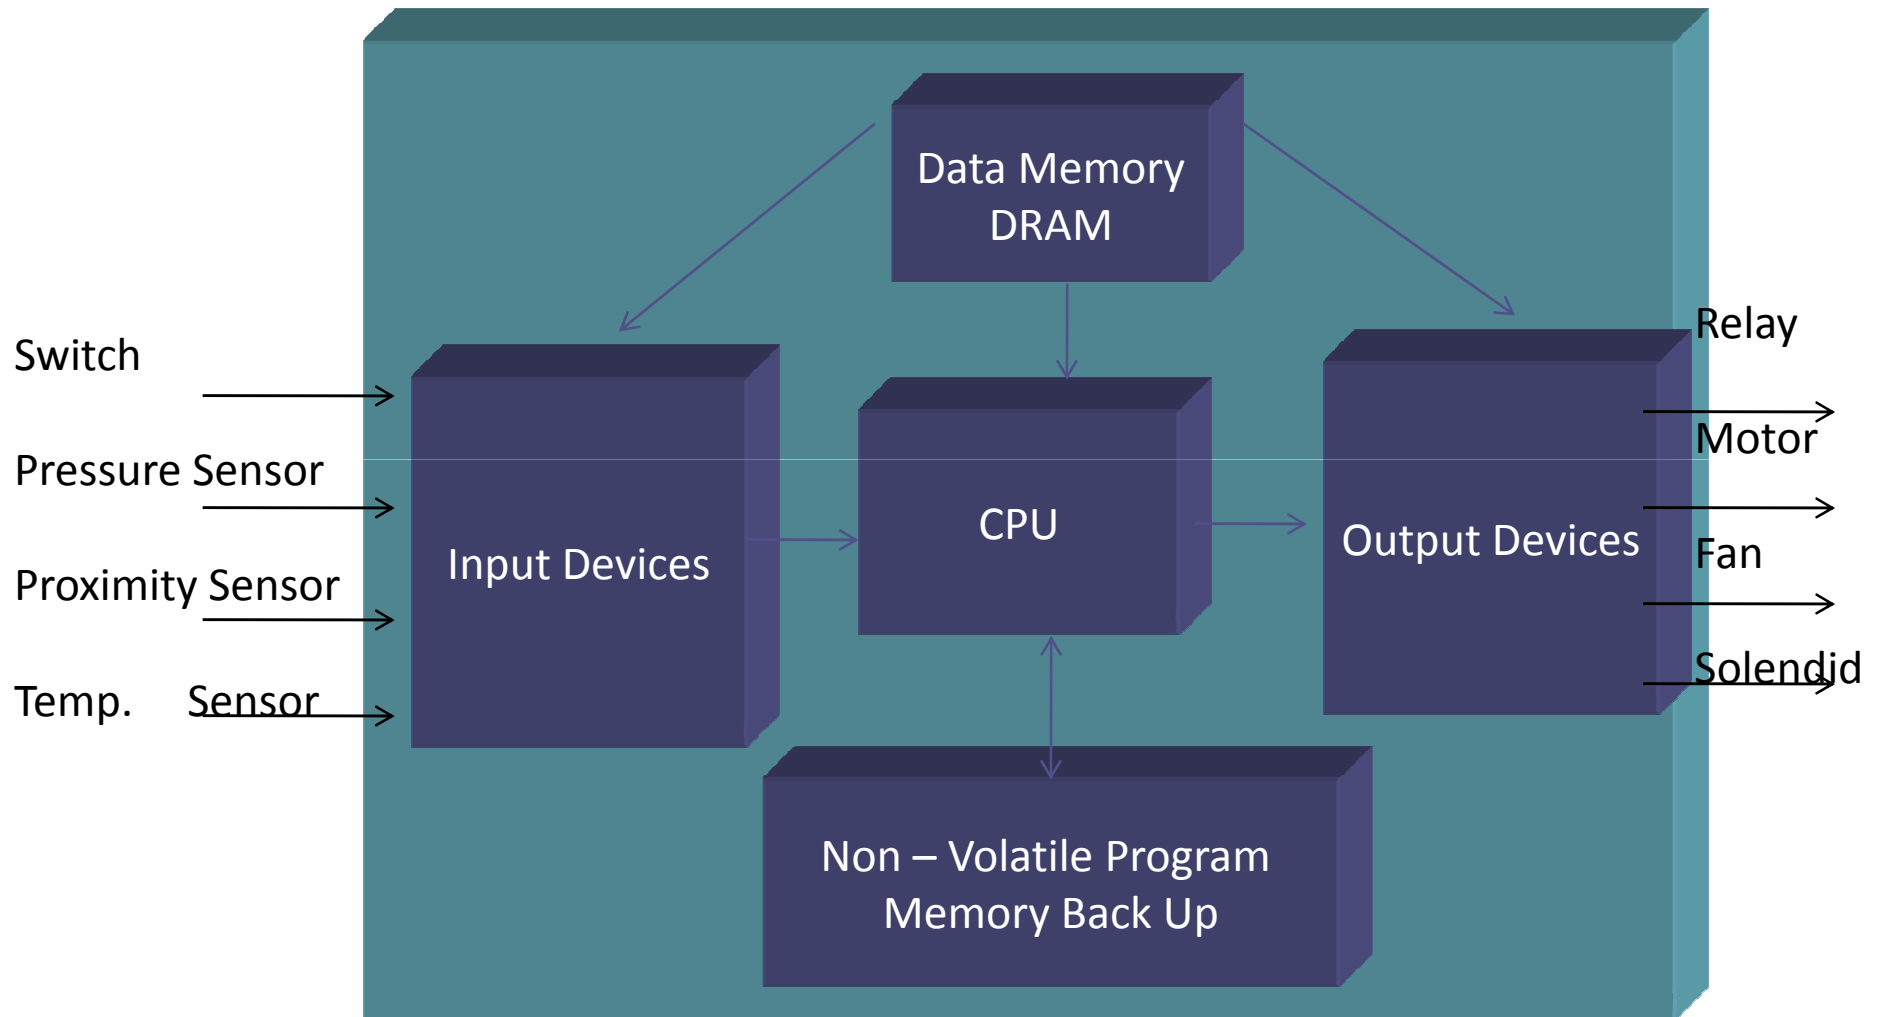 Data Memory
DRAM
Switch
Pressure Sensor
Proximity Sensor
Temp. Sensor
Input Devices
CPU
Output Devices
Relay
Motor
Fan
Solendid
Non – Volatile Program
Memory Back Up